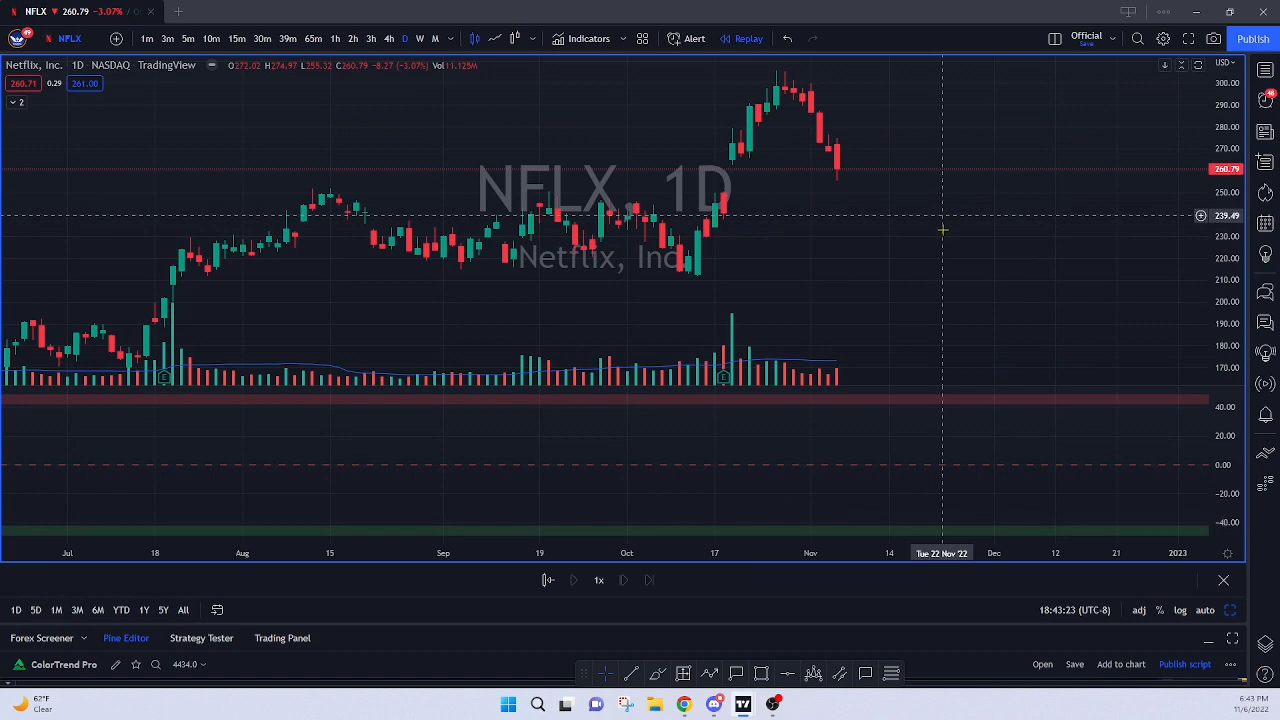 NFLX ▼ 260.79 −3.07% / O
49 NFLX 1m 3m 5m 10m 15m 30m 39m 65m 1h 2h 3h 4h D W M Indicators Alert Replay Official Save Publish
Netflix, Inc. 1D NASDAQ TradingView O272.02 H274.97 L255.32 C260.79 −8.27 (−3.07%) Vol11.125M USD
260.71 0.29 261.00
2
48
NFLX, 1D
Netflix, Inc.
300.00
290.00
280.00
270.00
260.79
250.00
239.49
230.00
220.00
210.00
200.00
190.00
180.00
170.00
E E
40.00
20.00
0.00
−20.00
−40.00
Jul 18 Aug 15 Sep 19 Oct 17 Nov 14 Tue 22 Nov '22 Dec 12 21 2023
1x
1D 5D 1M 3M 6M YTD 1Y 5Y All 18:43:23 (UTC-8) adj % log auto
Forex Screener Pine Editor Strategy Tester Trading Panel
ColorTrend Pro 4434.0 Open Save Add to chart Publish script
62°F
Clear
6:43 PM
11/6/2022